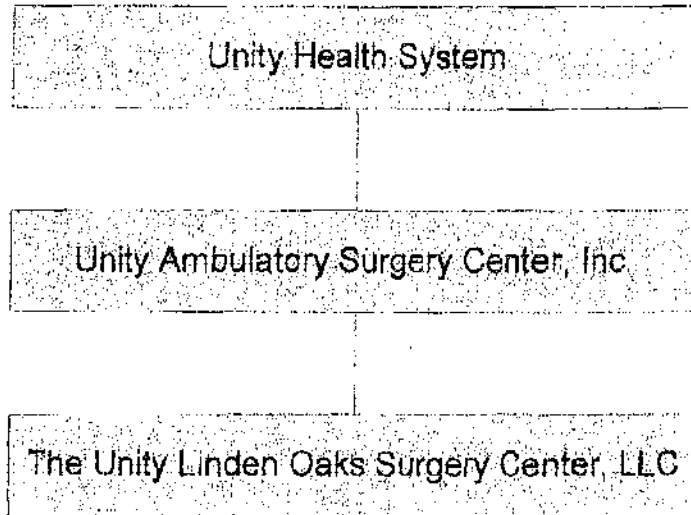 Unity Health System
Unity Ambulatory Surgery Center, Inc
The Unity Linden Oaks Surgery Center, LLC